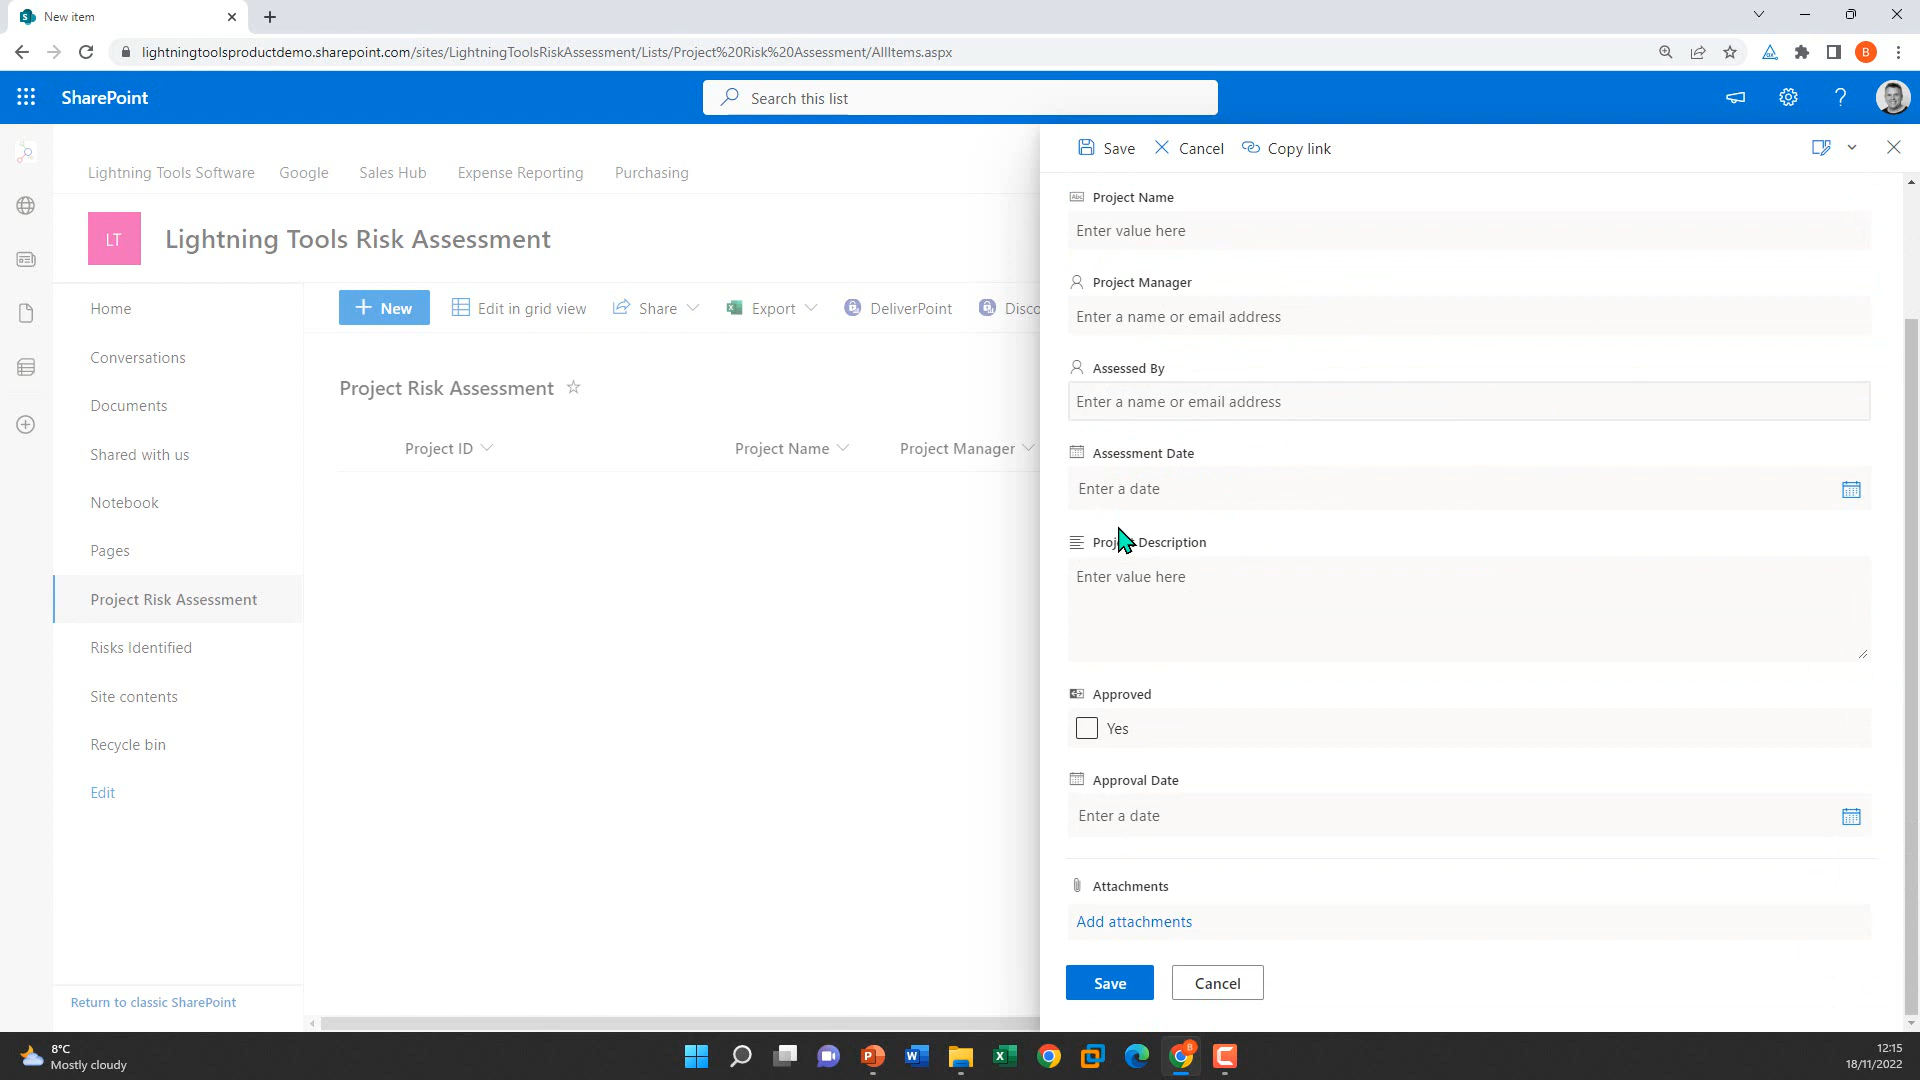 New item
lightningtoolsproductdemo.sharepoint.com/sites/LightningToolsRiskAssessment/Lists/Project%20Risk%20Assessment/AllItems.aspx
B
SharePoint
Search this list
Lightning Tools Software Google Sales Hub Expense Reporting Purchasing
LT
Lightning Tools Risk Assessment
Home
Conversations
Documents
Shared with us
Notebook
Pages
Project Risk Assessment
Risks Identified
Site contents
Recycle bin
Edit
Return to classic SharePoint
New Edit in grid view Share Export DeliverPoint Disco
Project Risk Assessment
Project ID Project Name Project Manager
Save Cancel Copy link
Project Name
Enter value here
Project Manager
Enter a name or email address
Assessed By
Enter a name or email address
Assessment Date
Enter a date
Project Description
Enter value here
Approved
Yes
Approval Date
Enter a date
Attachments
Add attachments
Save Cancel
8°C
Mostly cloudy
12:15
18/11/2022